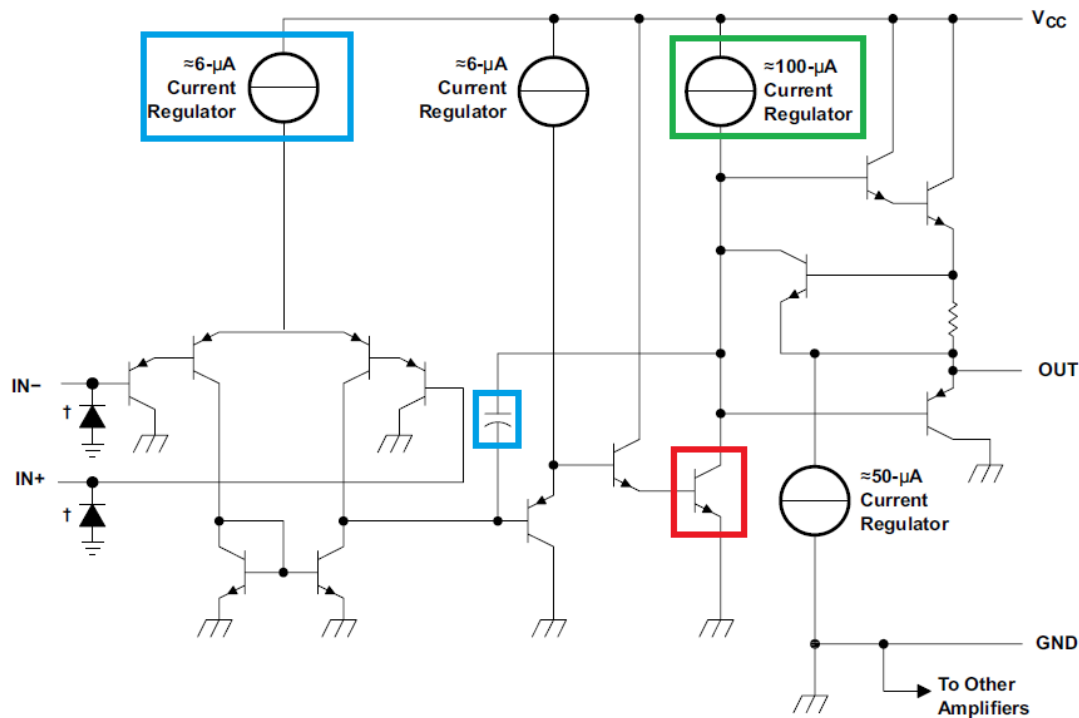 VCC
≈6-µA
Current
Regulator
≈6-µA
Current
Regulator
≈100-µA
Current
Regulator
IN−
†
OUT
IN+
†
≈50-µA
Current
Regulator
GND
To Other
Amplifiers